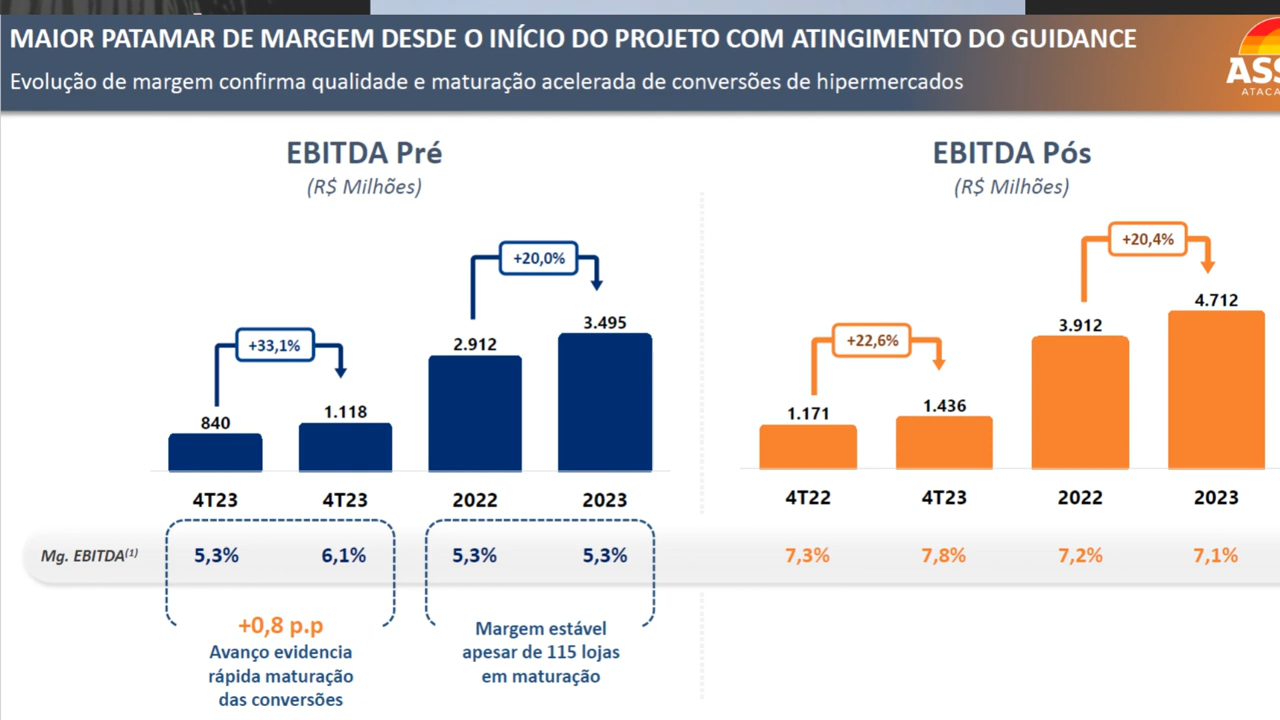 MAIOR PATAMAR DE MARGEM DESDE O INÍCIO DO PROJETO COM ATINGIMENTO DO GUIDANCE
Evolução de margem confirma qualidade e maturação acelerada de conversões de hipermercados
ASS
ATACA
EBITDA Pré
(R$ Milhões)
+33,1%
+20,0%
840
1.118
2.912
3.495
4T23
4T23
2022
2023
EBITDA Pós
(R$ Milhões)
+22,6%
+20,4%
1.171
1.436
3.912
4.712
4T22
4T23
2022
2023
Mg. EBITDA(1)
5,3%
6,1%
5,3%
5,3%
7,3%
7,8%
7,2%
7,1%
+0,8 p.p
Avanço evidencia
rápida maturação
das conversões
Margem estável
apesar de 115 lojas
em maturação